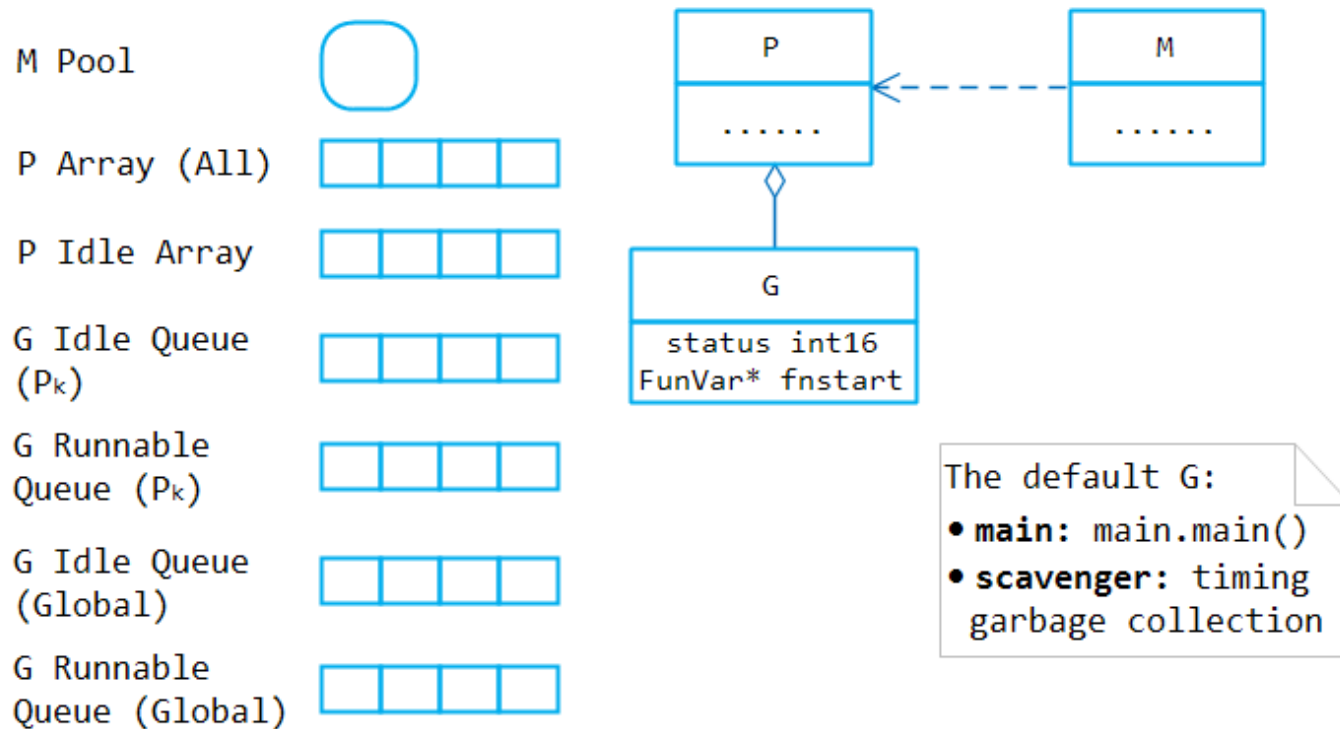 M Pool
P Array (All)
P Idle Array
G Idle Queue
(Pk)
G Runnable
Queue (Pk)
G Idle Queue
(Global)
G Runnable
Queue (Global)
P
......
M
......
G
status int16
FunVar* fnstart
The default G:
• main: main.main()
• scavenger: timing
garbage collection